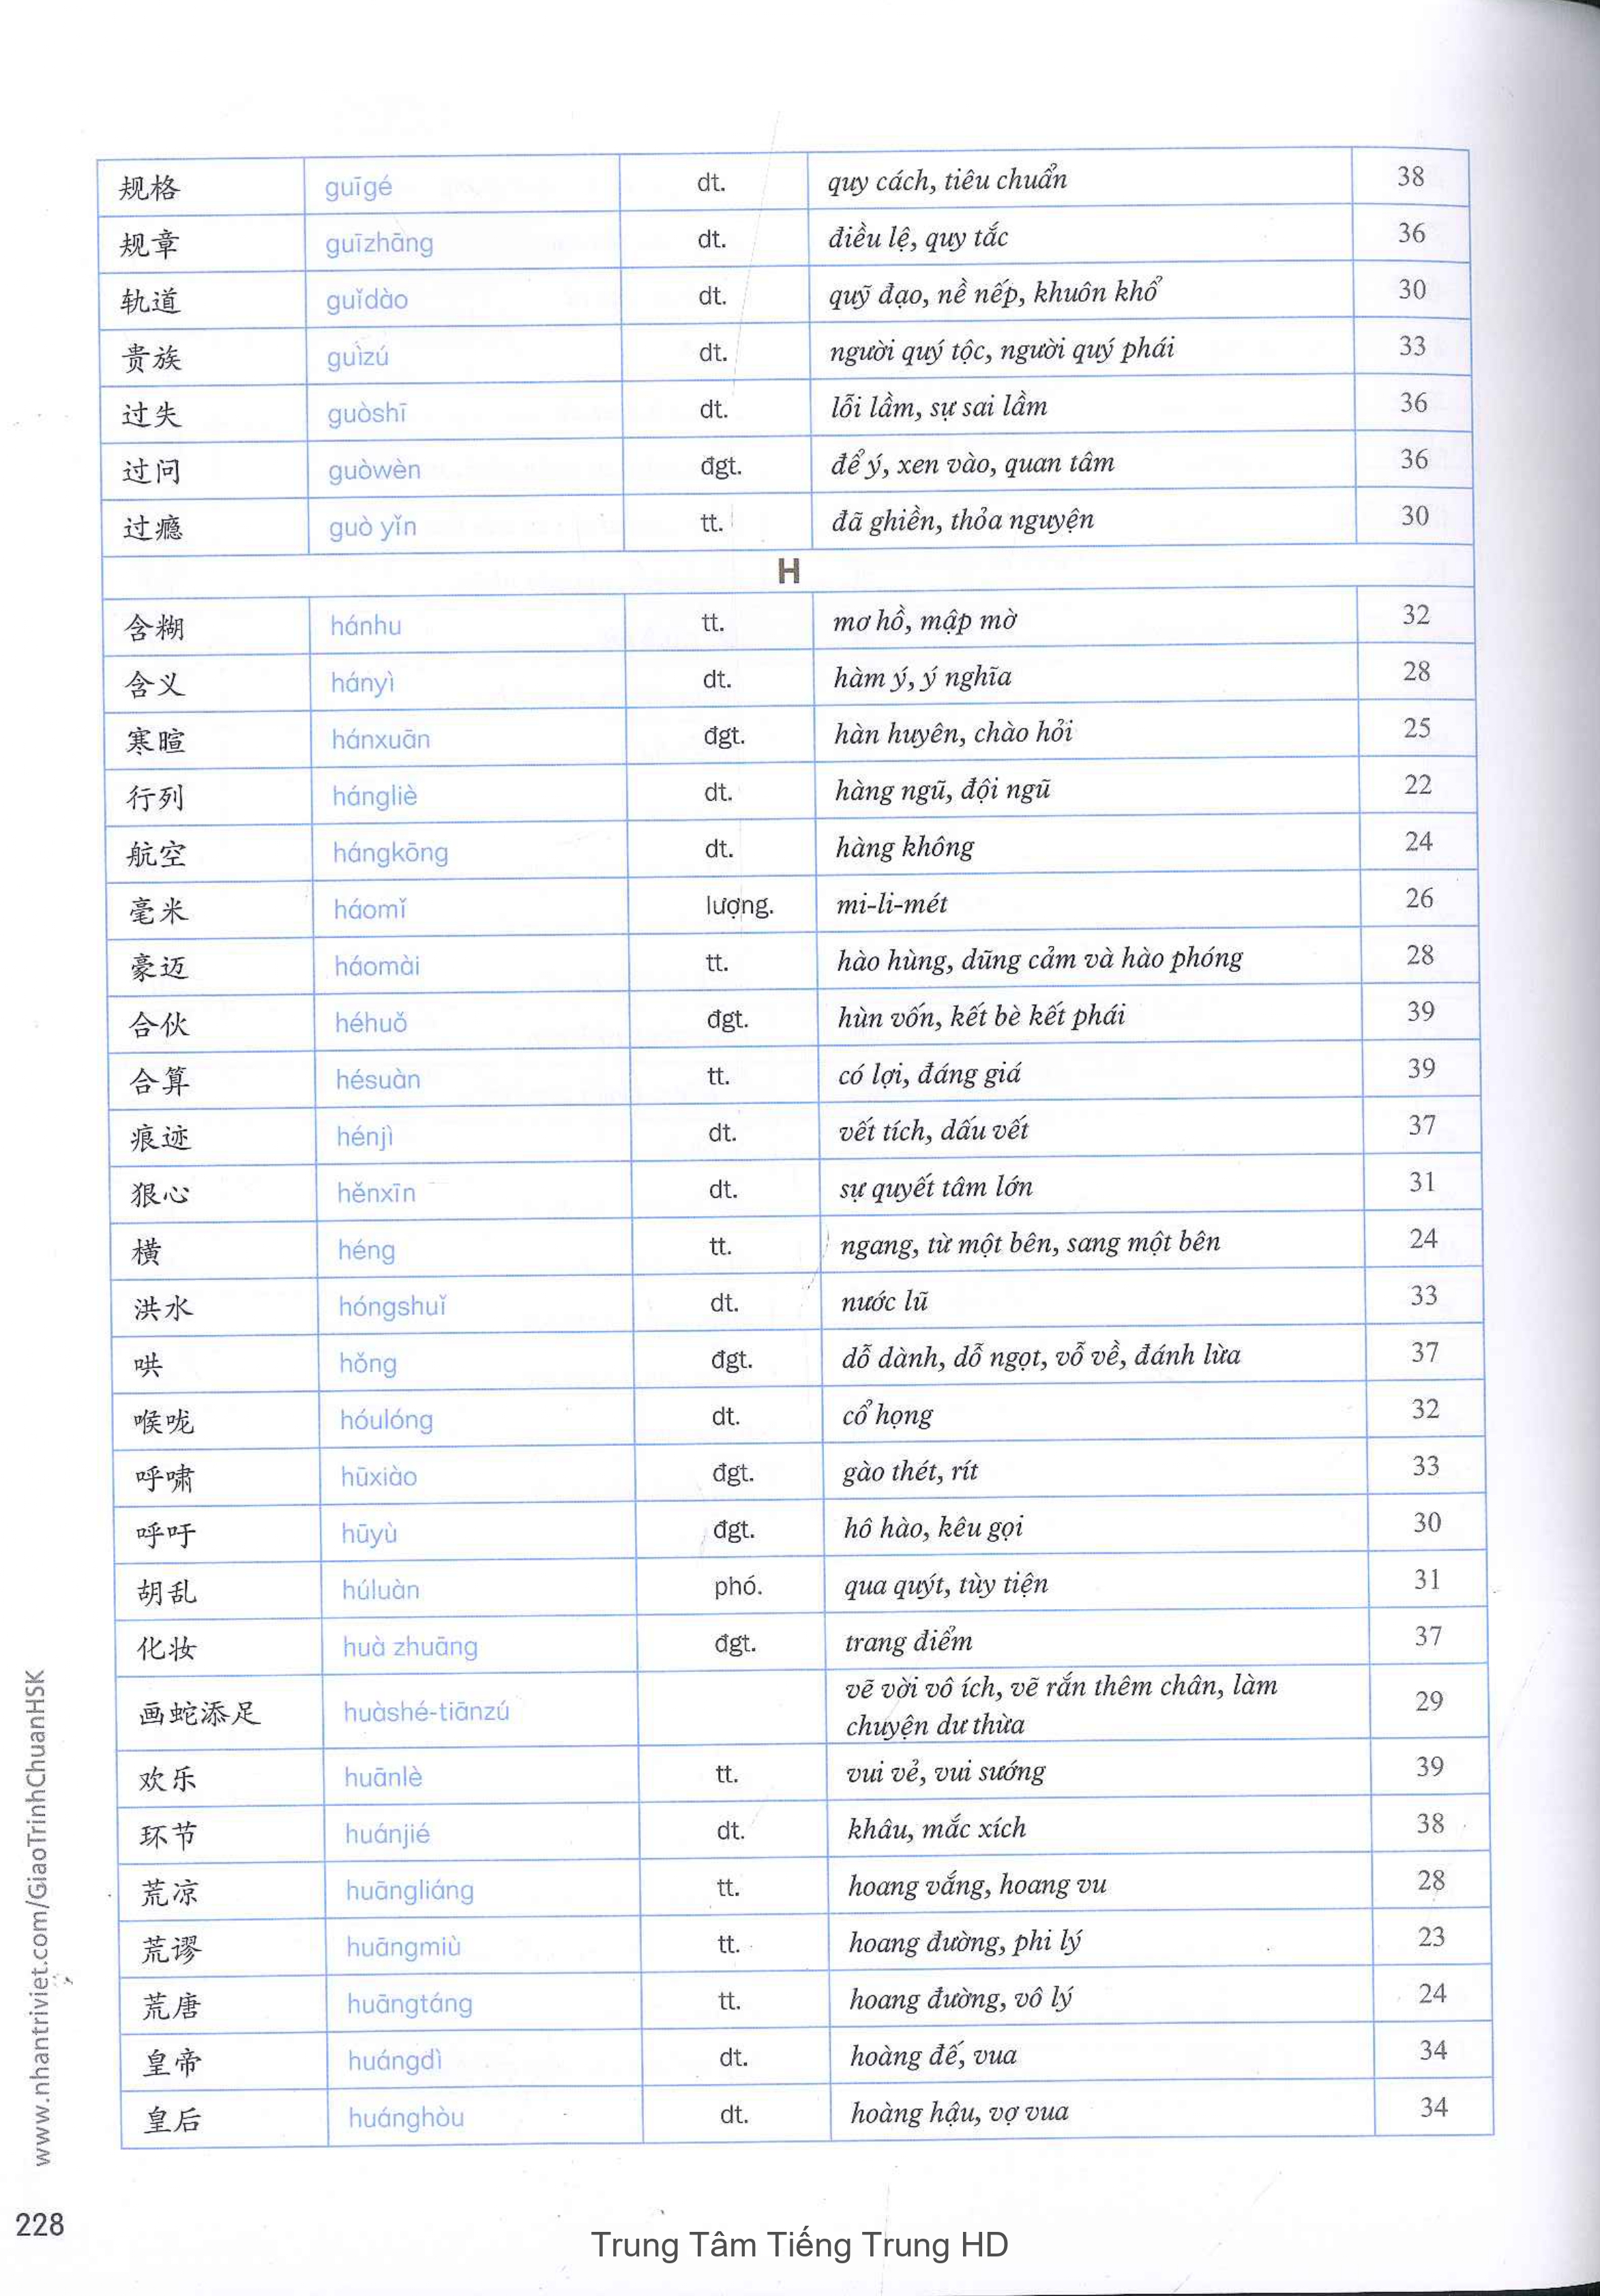 规格 guīgé dt. quy cách, tiêu chuẩn 38
规章 guīzhāng dt. điều lệ, quy tắc 36
轨道 guǐdào dt. quỹ đạo, nề nếp, khuôn khổ 30
贵族 guìzú dt. người quý tộc, người quý phái 33
过失 guòshī dt. lỗi lầm, sự sai lầm 36
过问 guòwèn đgt. để ý, xen vào, quan tâm 36
过瘾 guò yǐn tt. đã ghiền, thỏa nguyện 30
H
含糊 hánhu tt. mơ hồ, mập mờ 32
含义 hányì dt. hàm ý, ý nghĩa 28
寒暄 hánxuān đgt. hàn huyên, chào hỏi 25
行列 hángliè dt. hàng ngũ, đội ngũ 22
航空 hángkōng dt. hàng không 24
毫米 háomǐ lượng. mi-li-mét 26
豪迈 háomài tt. hào hùng, dũng cảm và hào phóng 28
合伙 héhuǒ đgt. hùn vốn, kết bè kết phái 39
合算 hésuàn tt. có lợi, đáng giá 39
痕迹 hénjì dt. vết tích, dấu vết 37
狠心 hěnxīn dt. sự quyết tâm lớn 31
横 héng tt. ngang, từ một bên, sang một bên 24
洪水 hóngshuǐ dt. nước lũ 33
哄 hǒng đgt. dỗ dành, dỗ ngọt, vỗ về, đánh lừa 37
喉咙 hóulóng dt. cổ họng 32
呼啸 hūxiào đgt. gào thét, rít 33
呼吁 hūyù đgt. hô hào, kêu gọi 30
胡乱 húluàn phó. qua quýt, tùy tiện 31
化妆 huà zhuāng đgt. trang điểm 37
画蛇添足 huàshé-tiānzú vẽ vời vô ích, vẽ rắn thêm chân, làm
chuyện dư thừa 29
欢乐 huānlè tt. vui vẻ, vui sướng 39
环节 huánjié dt. khâu, mắc xích 38
荒凉 huāngliáng tt. hoang vắng, hoang vu 28
荒谬 huāngmiù tt. hoang đường, phi lý 23
荒唐 huāngtáng tt. hoang đường, vô lý 24
皇帝 huángdì dt. hoàng đế, vua 34
皇后 huánghòu dt. hoàng hậu, vợ vua 34
www.nhantriviet.com/GiaoTrinhChuanHSK
228
Trung Tâm Tiếng Trung HD